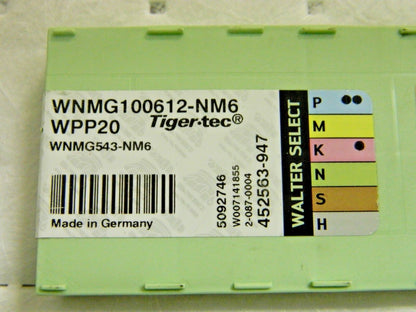 WNMG100612-NM6
WPP20 Tiger·tec®
WNMG543-NM6
Made in Germany
5092746
W007141855
2-087-0004
452563-947
WALTER SELECT
P
M
K
N
S
H